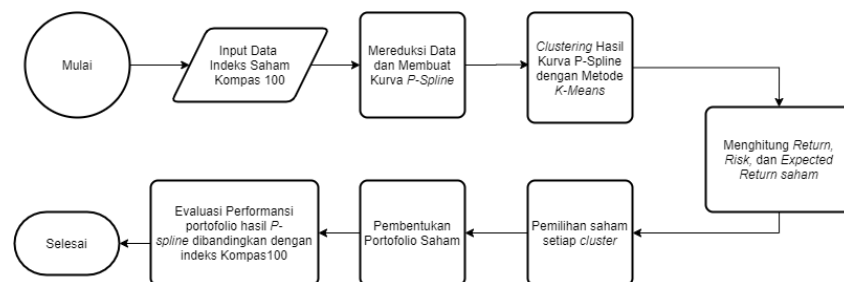 Mulai
Input Data
Indeks Saham
Kompas 100
Mereduksi Data
dan Membuat
Kurva P-Spline
Clustering Hasil
Kurva P-Spline
dengan Metode
K-Means
Menghitung Return,
Risk, dan Expected
Return saham
Pemilihan saham
setiap cluster
Pembentukan
Portofolio Saham
Evaluasi Performansi
portofolio hasil P-
spline dibandingkan dengan
indeks Kompas100
Selesai